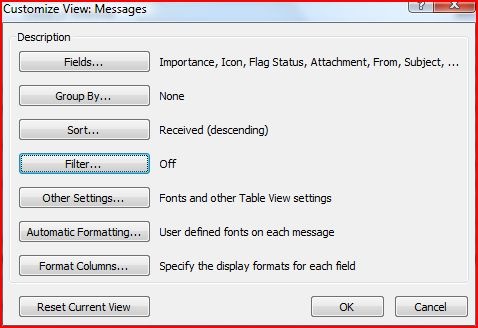 Customize View: Messages
Description
Fields... Importance, Icon, Flag Status, Attachment, From, Subject, ...
Group By... None
Sort... Received (descending)
Filter... Off
Other Settings... Fonts and other Table View settings
Automatic Formatting... User defined fonts on each message
Format Columns... Specify the display formats for each field
Reset Current View OK Cancel